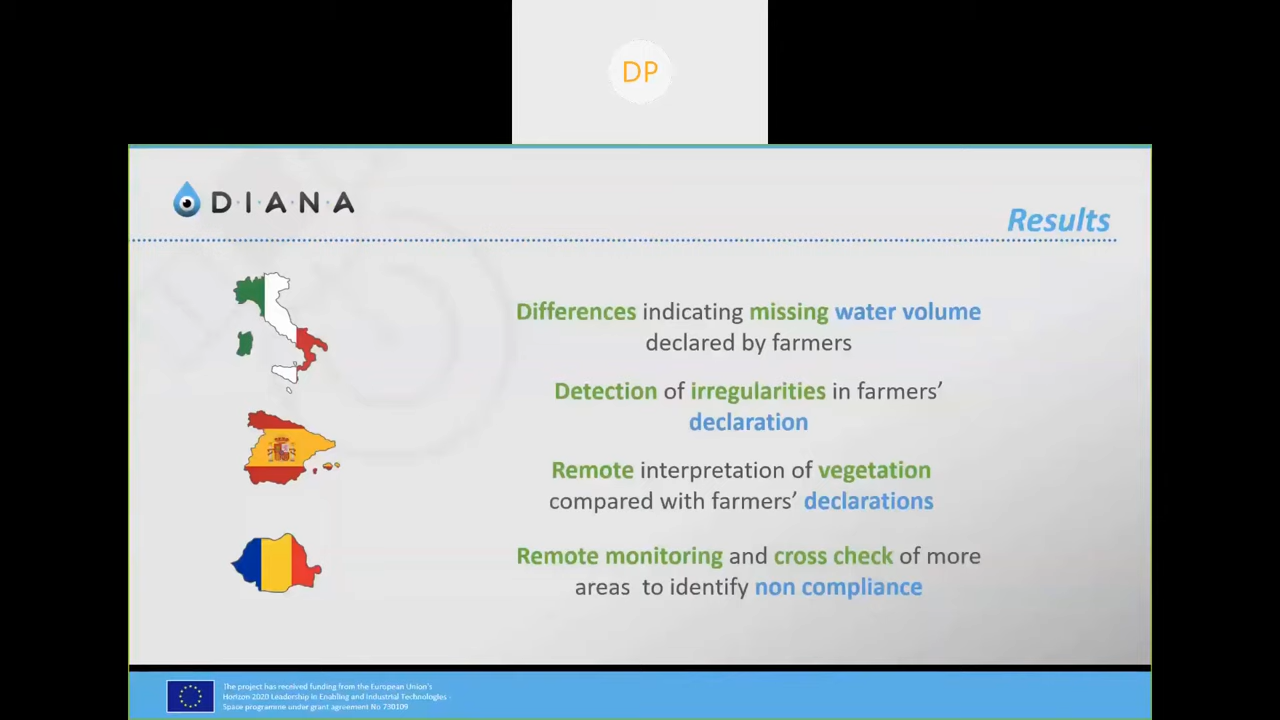 DP
D·I·A·N·A
Results
Differences indicating missing water volume
declared by farmers
Detection of irregularities in farmers’
declaration
Remote interpretation of vegetation
compared with farmers’ declarations
Remote monitoring and cross check of more
areas to identify non compliance
The project has received funding from the European Union's
Horizon 2020 Leadership in Enabling and Industrial Technologies -
Space programme under grant agreement No 730109